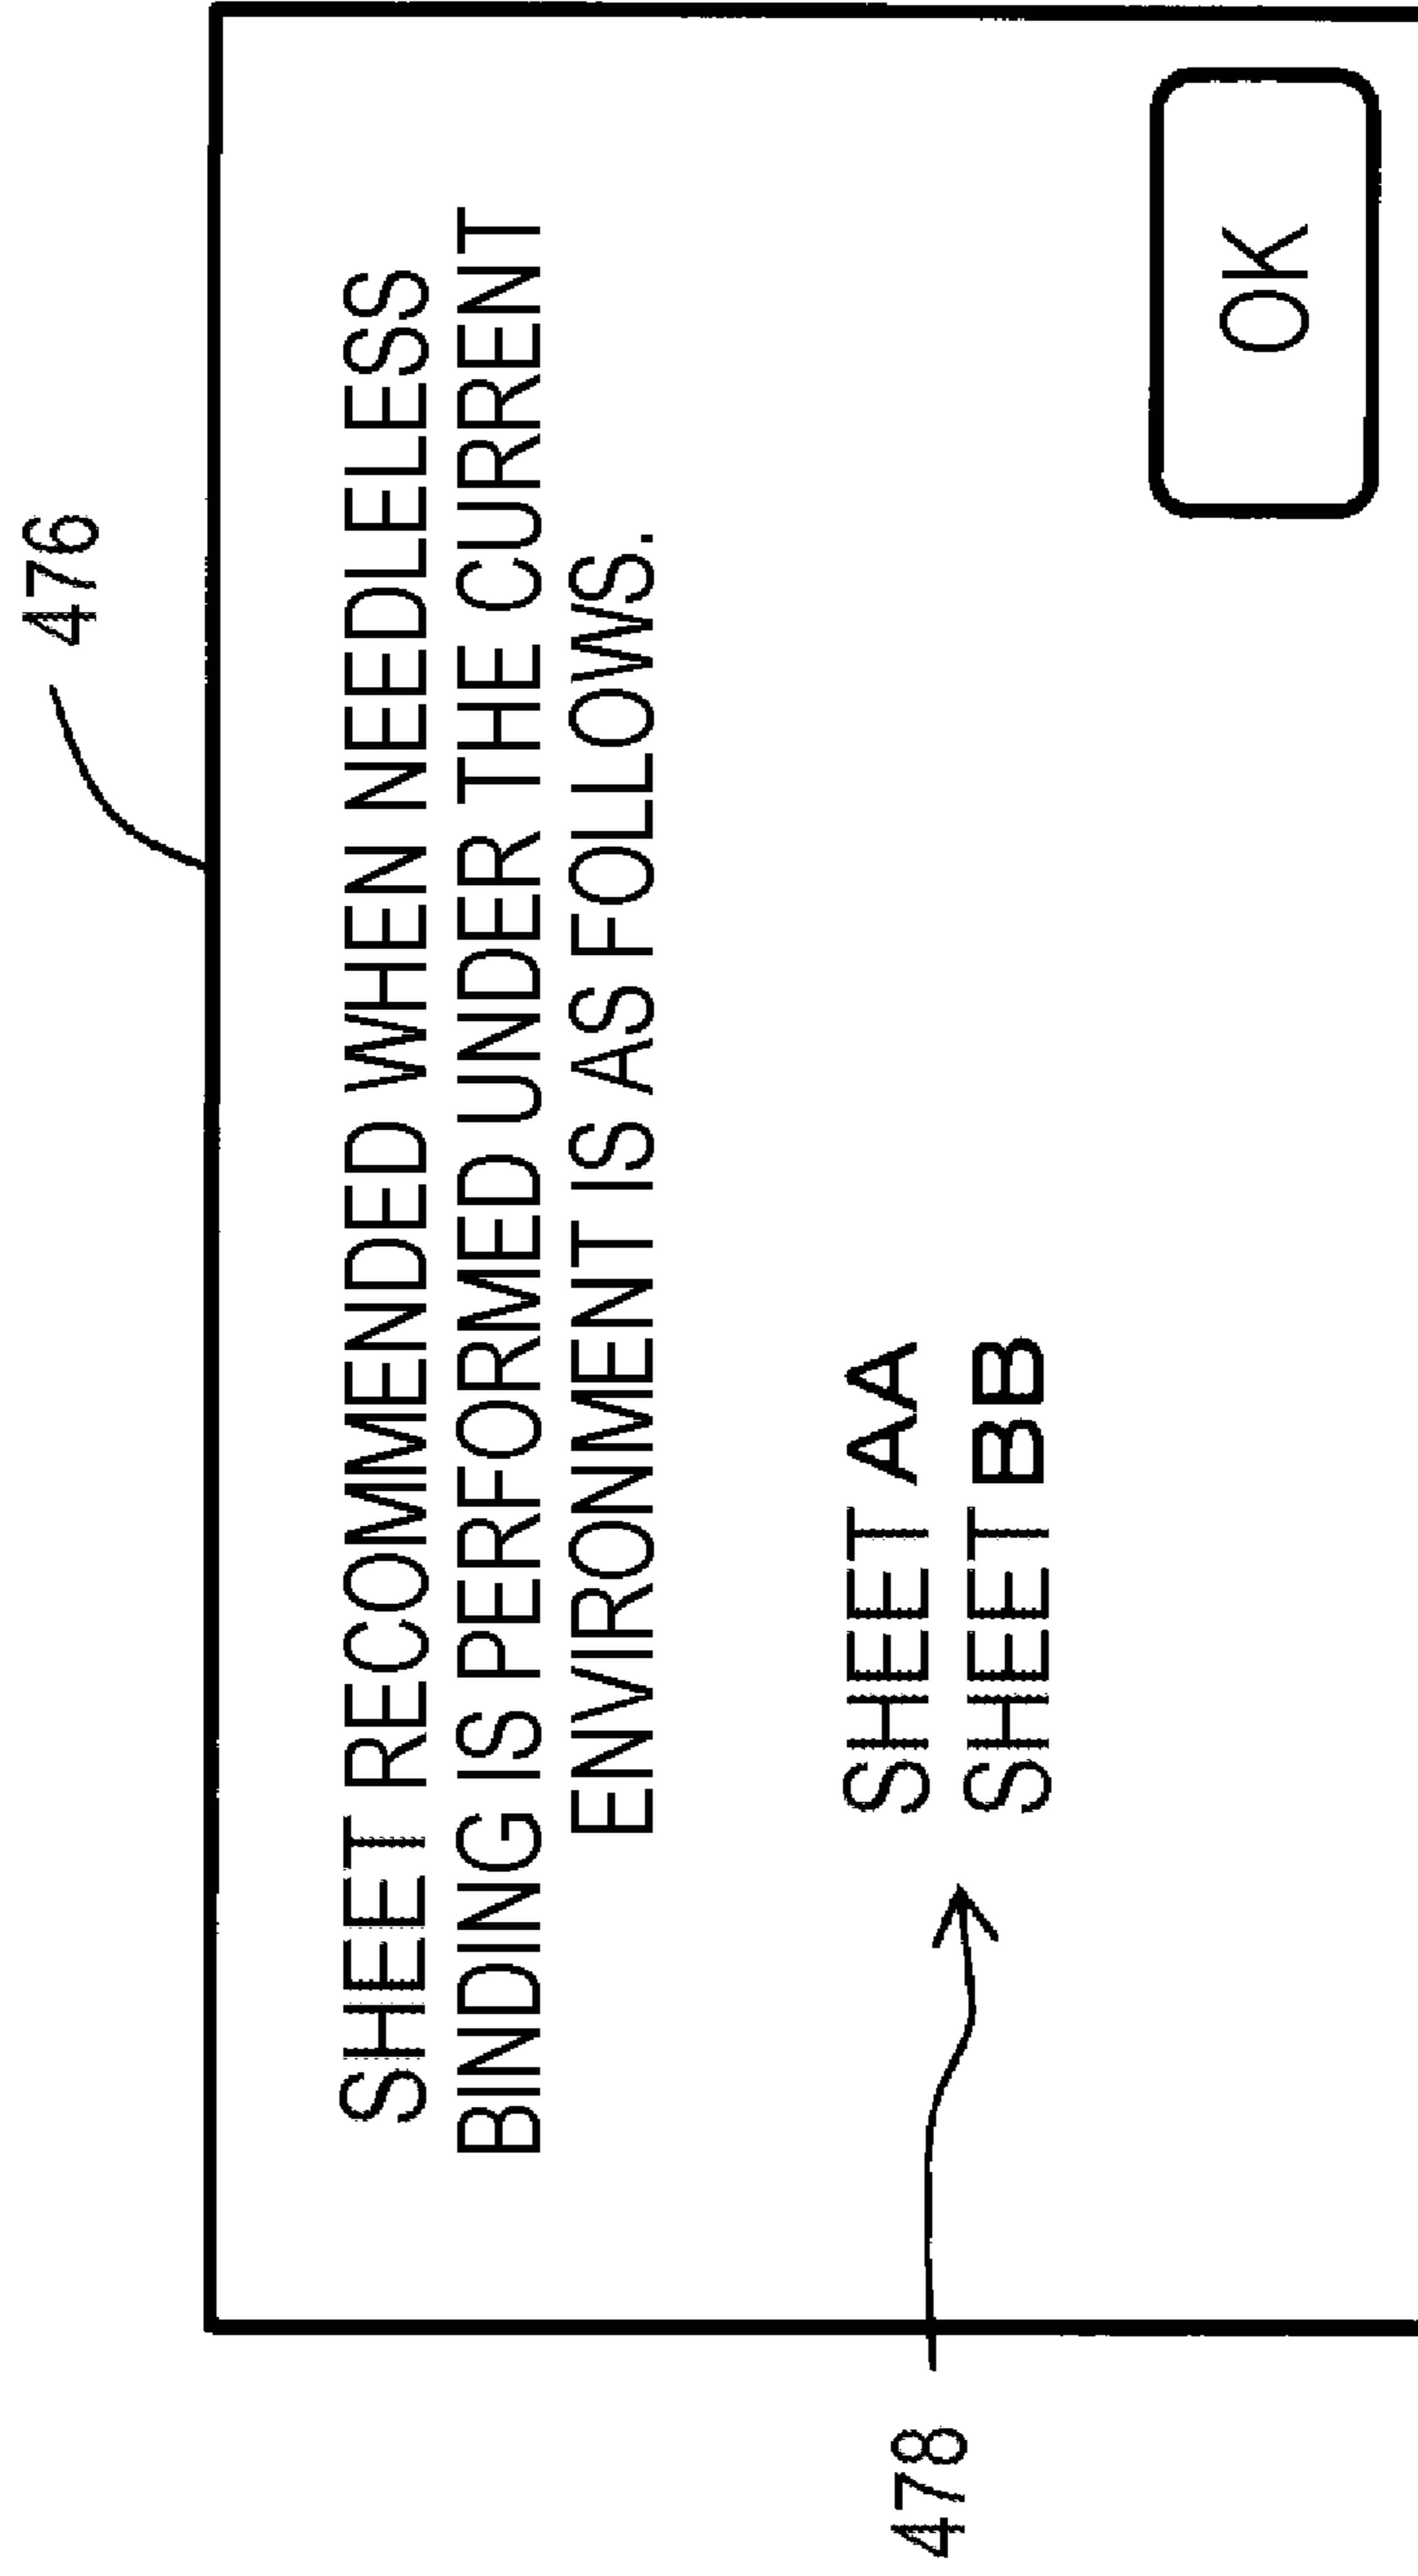 476
SHEET RECOMMENDED WHEN NEEDLELESS
BINDING IS PERFORMED UNDER THE CURRENT
ENVIRONMENT IS AS FOLLOWS.
478
SHEET AA
SHEET BB
OK